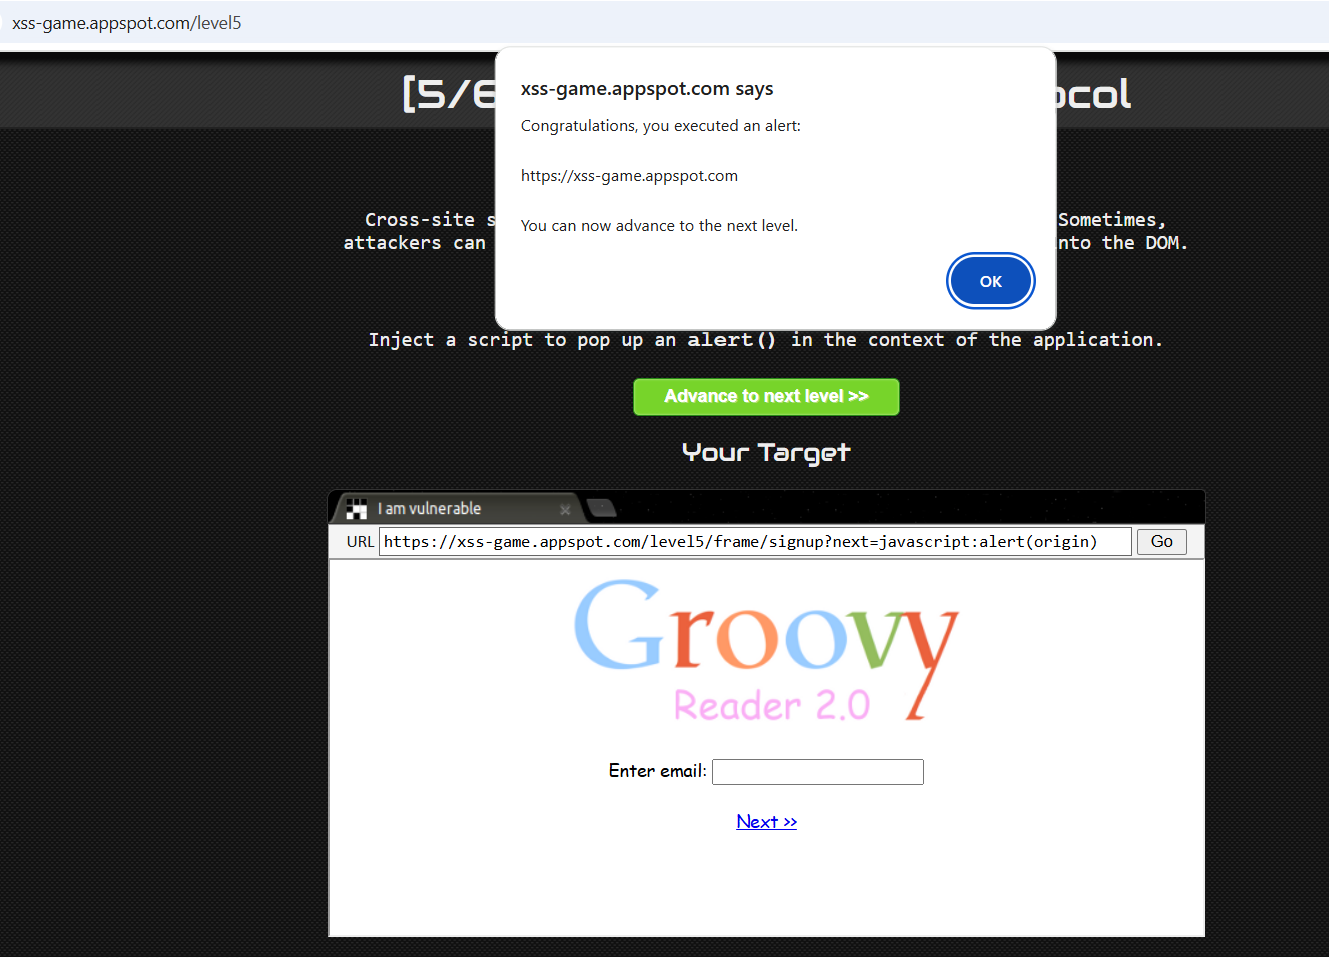 xss-game.appspot.com/level5
[5/6
ocol
xss-game.appspot.com says
Congratulations, you executed an alert:
https://xss-game.appspot.com
You can now advance to the next level.
OK
Cross-site s
Sometimes,
attackers can
nto the DOM.
Inject a script to pop up an alert() in the context of the application.
Advance to next level >>
Your Target
I am vulnerable
URL https://xss-game.appspot.com/level5/frame/signup?next=javascript:alert(origin) Go
Groovy
Reader 2.0
Enter email:
Next >>